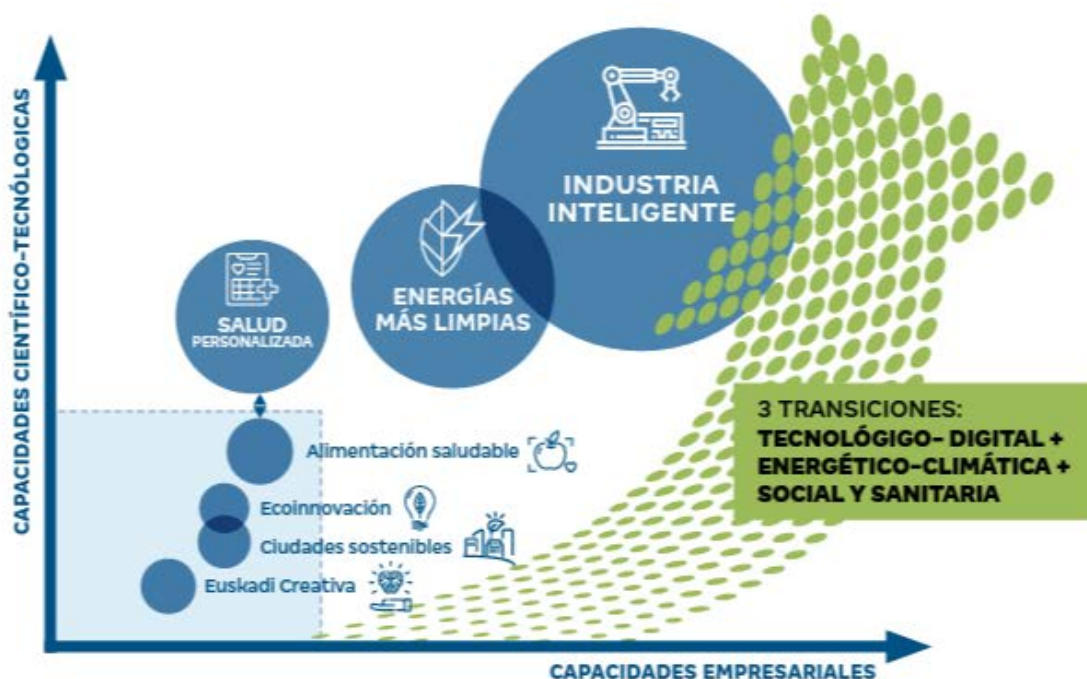 CAPACIDADES CIENTÍFICO-TECNÓLOGICAS
INDUSTRIA
INTELIGENTE
ENERGÍAS
MÁS LIMPIAS
SALUD
PERSONALIZADA
3 TRANSICIONES:
TECNOLÓGIGO- DIGITAL +
ENERGÉTICO-CLIMÁTICA +
SOCIAL Y SANITARIA
Alimentación saludable
Ecoinnovación
Ciudades sostenibles
Euskadi Creativa
CAPACIDADES EMPRESARIALES